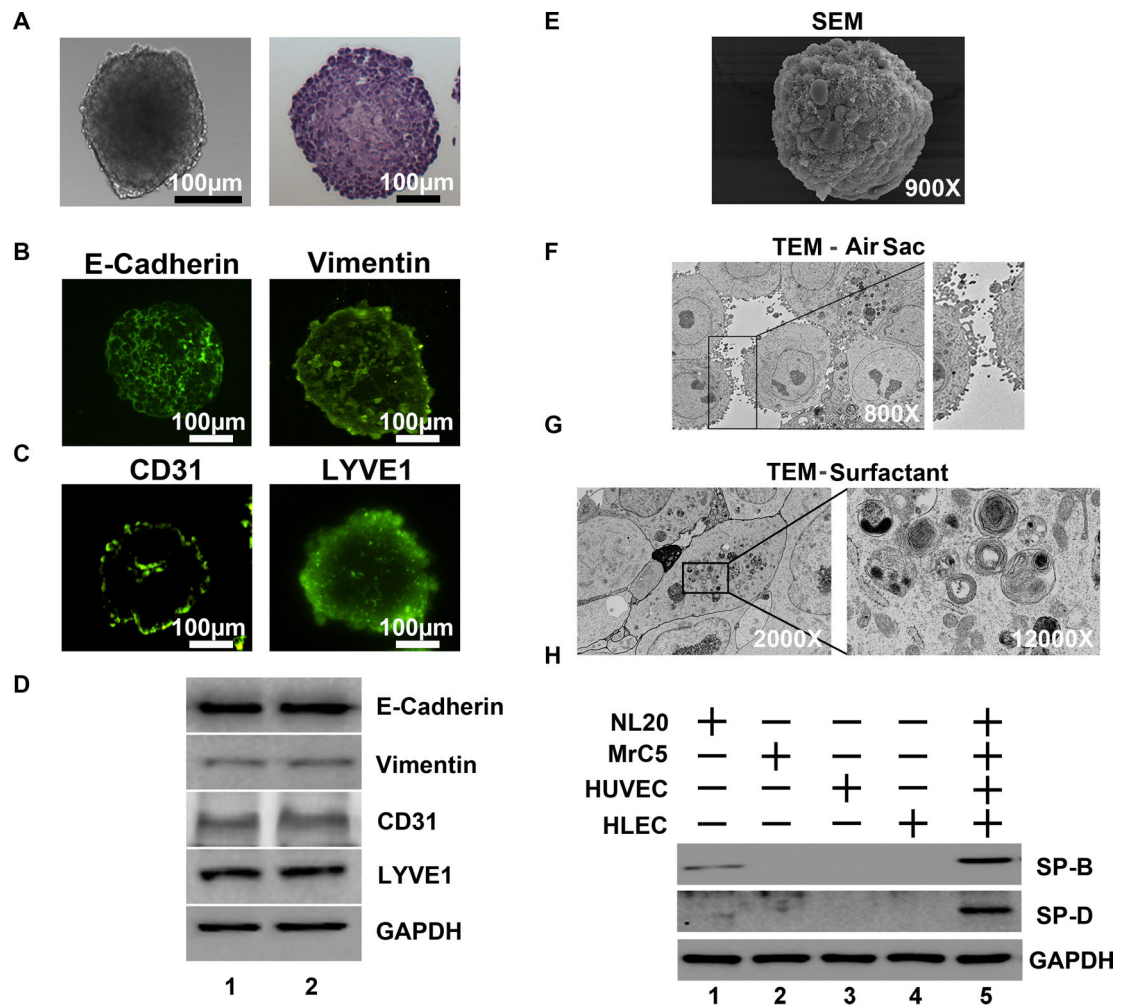 A
100µm
100µm
B
E-Cadherin
Vimentin
100µm
100µm
C
CD31
LYVE1
100µm
100µm
D
E-Cadherin
Vimentin
CD31
LYVE1
GAPDH
1 2
E
SEM
900X
F
TEM - Air Sac
800X
G
TEM-Surfactant
2000X
12000X
H
NL20 + − − − +
MrC5 − + − − +
HUVEC − − + − +
HLEC − − − + +
SP-B
SP-D
GAPDH
1 2 3 4 5